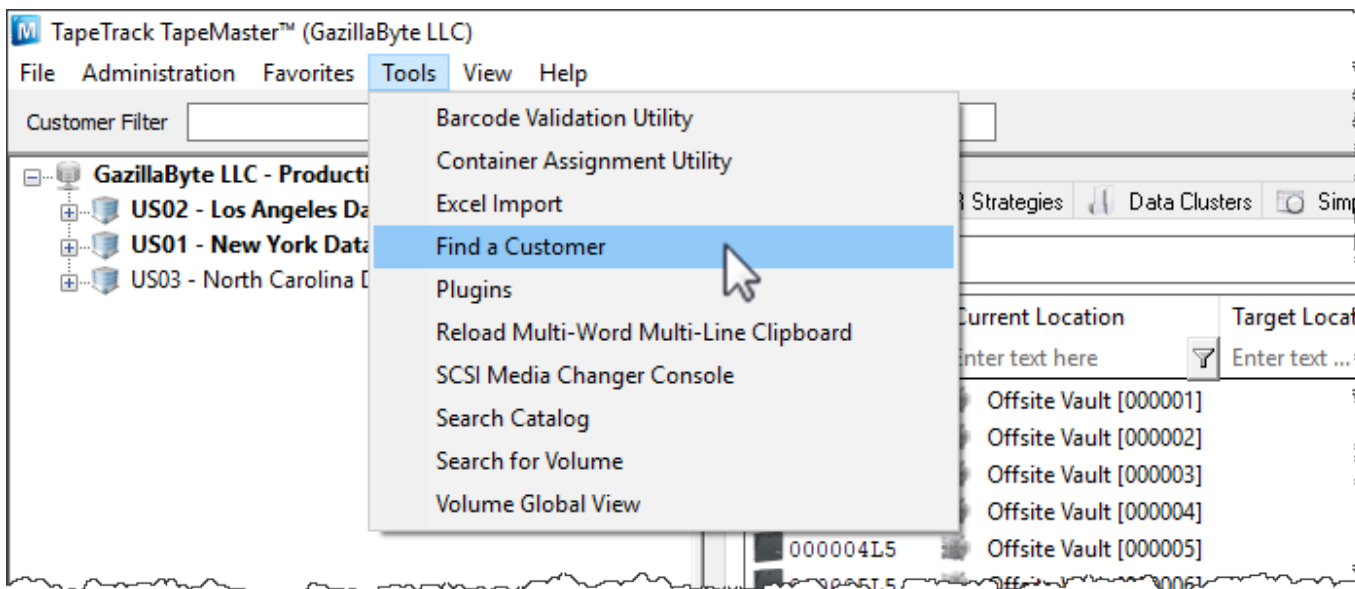 TapeTrack TapeMaster™ (GazillaByte LLC)
File Administration Favorites Tools View Help
Customer Filter
Barcode Validation Utility
Container Assignment Utility
Excel Import
Find a Customer
Plugins
Reload Multi-Word Multi-Line Clipboard
SCSI Media Changer Console
Search Catalog
Search for Volume
Volume Global View
GazillaByte LLC - Producti
US02 - Los Angeles Da
US01 - New York Data
US03 - North Carolina
Strategies Data Clusters Simp
Current Location Target Locat
Enter text here Enter text ...
Offsite Vault [000001]
Offsite Vault [000002]
Offsite Vault [000003]
Offsite Vault [000004]
000004L5 Offsite Vault [000005]